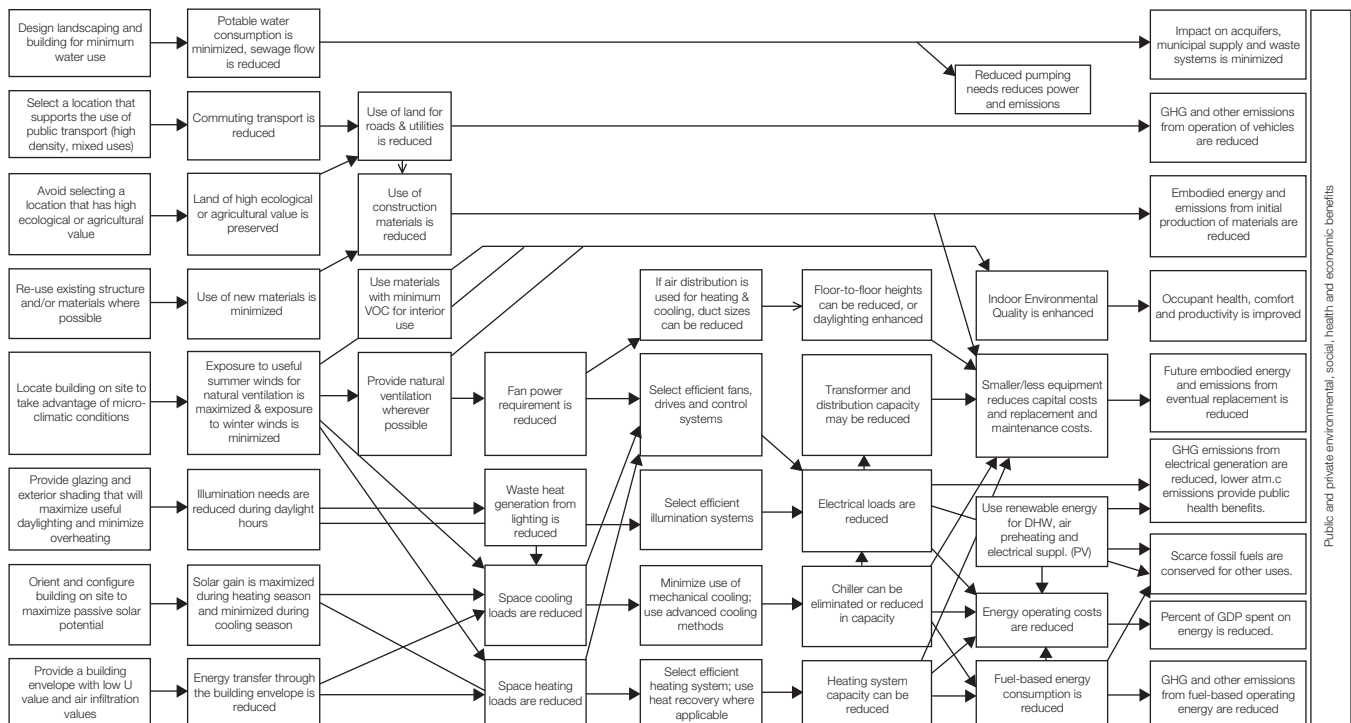 Design landscaping and
building for minimum
water use
Potable water
consumption is
minimized, sewage flow
is reduced
Impact on acquifers,
municipal supply and waste
systems is minimized
Reduced pumping
needs reduces power
and emissions
Select a location that
supports the use of
public transport (high
density, mixed uses)
Commuting transport is
reduced
Use of land for
roads & utilities
is reduced
GHG and other emissions
from operation of vehicles
are reduced
Avoid selecting a
location that has high
ecological or agricultural
value
Land of high ecological
or agricultural value is
preserved
Use of
construction
materials is
reduced
Embodied energy and
emissions from initial
production of materials are
reduced
Re-use existing structure
and/or materials where
possible
Use of new materials is
minimized
Use materials
with minimum
VOC for interior
use
If air distribution is
used for heating &
cooling, duct sizes
can be reduced
Floor-to-floor heights
can be reduced, or
daylighting enhanced
Indoor Environmental
Quality is enhanced
Occupant health, comfort
and productivity is improved
Locate building on site to
take advantage of micro-
climatic conditions
Exposure to useful
summer winds for
natural ventilation is
maximized & exposure
to winter winds is
minimized
Provide natural
ventilation
wherever
possible
Fan power
requirement is
reduced
Select efficient fans,
drives and control
systems
Transformer and
distribution capacity
may be reduced
Smaller/less equipment
reduces capital costs
and replacement and
maintenance costs.
Future embodied energy
and emissions from
eventual replacement is
reduced
Provide glazing and
exterior shading that will
maximize useful
daylighting and minimize
overheating
Illumination needs are
reduced during daylight
hours
Waste heat
generation from
lighting is
reduced
Select efficient
illumination systems
Electrical loads are
reduced
Use renewable energy
for DHW, air
preheating and
electrical suppl. (PV)
GHG emissions from
electrical generation are
reduced, lower atm.c
emissions provide public
health benefits.
Scarce fossil fuels are
conserved for other uses.
Orient and configure
building on site to
maximize passive solar
potential
Solar gain is maximized
during heating season
and minimized during
cooling season
Space cooling
loads are reduced
Minimize use of
mechanical cooling;
use advanced cooling
methods
Chiller can be
eliminated or reduced
in capacity
Energy operating costs
are reduced
Percent of GDP spent on
energy is reduced.
Provide a building
envelope with low U
value and air infiltration
values
Energy transfer through
the building envelope is
reduced
Space heating
loads are reduced
Select efficient
heating system; use
heat recovery where
applicable
Heating system
capacity can be
reduced
Fuel-based energy
consumption is
reduced
GHG and other emissions
from fuel-based operating
energy are reduced
Public and private environmental, social, health and economic benefits